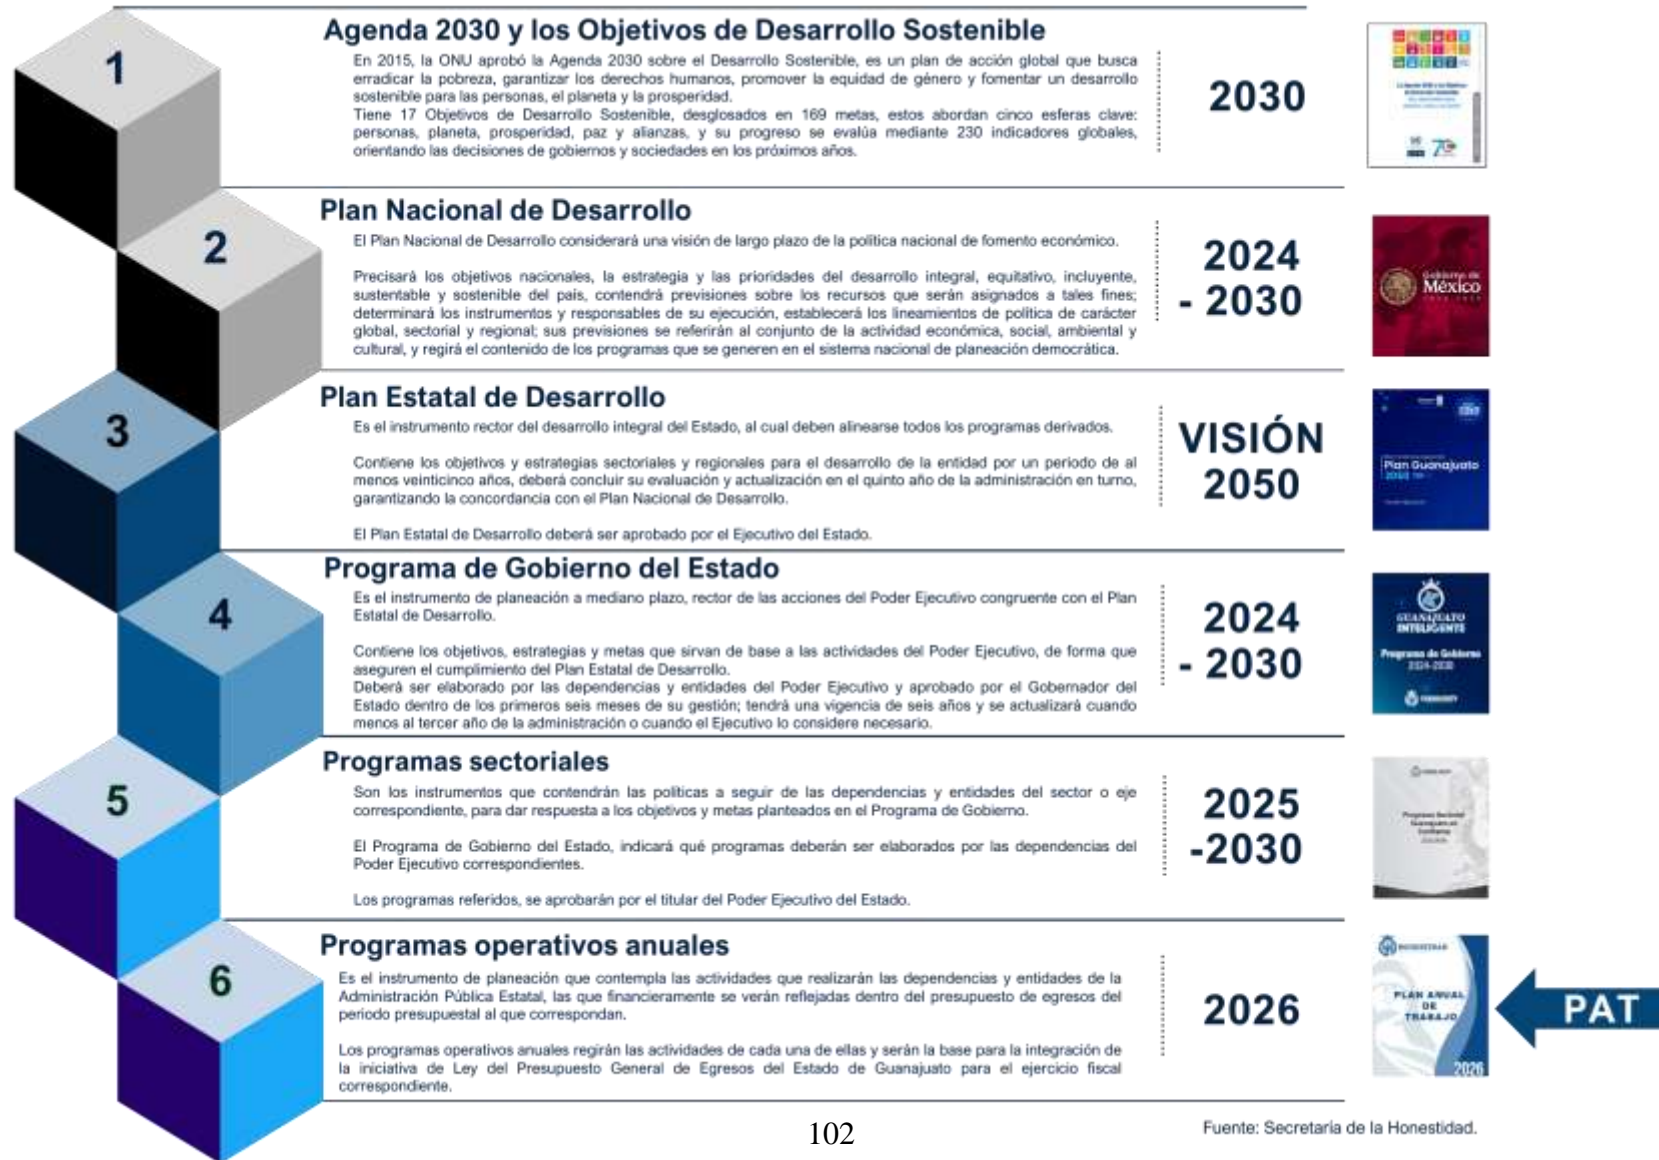 1
Agenda 2030 y los Objetivos de Desarrollo Sostenible
En 2015, la ONU aprobó la Agenda 2030 sobre el Desarrollo Sostenible, es un plan de acción global que busca
erradicar la pobreza, garantizar los derechos humanos, promover la equidad de género y fomentar un desarrollo
sostenible para las personas, el planeta y la prosperidad.
Tiene 17 Objetivos de Desarrollo Sostenible, desglosados en 169 metas, estos abordan cinco esferas clave:
personas, planeta, prosperidad, paz y alianzas, y su progreso se evalúa mediante 230 indicadores globales,
orientando las decisiones de gobiernos y sociedades en los próximos años.
2030
2
Plan Nacional de Desarrollo
El Plan Nacional de Desarrollo considerará una visión de largo plazo de la política nacional de fomento económico.
Precisará los objetivos nacionales, la estrategia y las prioridades del desarrollo integral, equitativo, incluyente,
sustentable y sostenible del país, contendrá previsiones sobre los recursos que serán asignados a tales fines;
determinará los instrumentos y responsables de su ejecución, establecerá los lineamientos de política de carácter
global, sectorial y regional; sus previsiones se referirán al conjunto de la actividad económica, social, ambiental y
cultural, y regirá el contenido de los programas que se generen en el sistema nacional de planeación democrática.
2024
- 2030
Gobierno de
México
3
Plan Estatal de Desarrollo
Es el instrumento rector del desarrollo integral del Estado, al cual deben alinearse todos los programas derivados.
Contiene los objetivos y estrategias sectoriales y regionales para el desarrollo de la entidad por un periodo de al
menos veinticinco años, deberá concluir su evaluación y actualización en el quinto año de la administración en turno,
garantizando la concordancia con el Plan Nacional de Desarrollo.
El Plan Estatal de Desarrollo deberá ser aprobado por el Ejecutivo del Estado.
VISIÓN
2050
Plan Guanajuato
2050
4
Programa de Gobierno del Estado
Es el instrumento de planeación a mediano plazo, rector de las acciones del Poder Ejecutivo congruente con el Plan
Estatal de Desarrollo.
Contiene los objetivos, estrategias y metas que sirvan de base a las actividades del Poder Ejecutivo, de forma que
aseguren el cumplimiento del Plan Estatal de Desarrollo.
Deberá ser elaborado por las dependencias y entidades del Poder Ejecutivo y aprobado por el Gobernador del
Estado dentro de los primeros seis meses de su gestión; tendrá una vigencia de seis años y se actualizará cuando
menos al tercer año de la administración o cuando el Ejecutivo lo considere necesario.
2024
- 2030
GUANAJUATO
INTELIGENTE
Programa de Gobierno
2024-2030
5
Programas sectoriales
Son los instrumentos que contendrán las políticas a seguir de las dependencias y entidades del sector o eje
correspondiente, para dar respuesta a los objetivos y metas planteados en el Programa de Gobierno.
El Programa de Gobierno del Estado, indicará qué programas deberán ser elaborados por las dependencias del
Poder Ejecutivo correspondientes.
Los programas referidos, se aprobarán por el titular del Poder Ejecutivo del Estado.
2025
-2030
6
Programas operativos anuales
Es el instrumento de planeación que contempla las actividades que realizarán las dependencias y entidades de la
Administración Pública Estatal, las que financieramente se verán reflejadas dentro del presupuesto de egresos del
periodo presupuestal al que correspondan.
Los programas operativos anuales regirán las actividades de cada una de ellas y serán la base para la integración de
la iniciativa de Ley del Presupuesto General de Egresos del Estado de Guanajuato para el ejercicio fiscal
correspondiente.
2026
HONESTIDAD
PLAN ANUAL
DE
TRABAJO
2026
PAT
102
Fuente: Secretaría de la Honestidad.